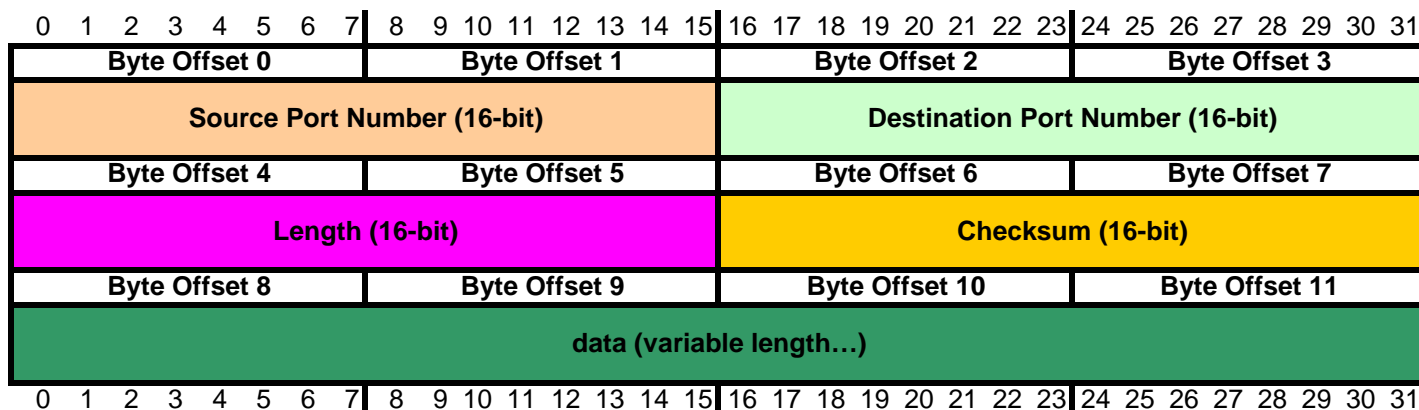 0 1 2 3 4 5 6 7 8 9 10 11 12 13 14 15 16 17 18 19 20 21 22 23 24 25 26 27 28 29 30 31
Byte Offset 0 Byte Offset 1 Byte Offset 2 Byte Offset 3
Source Port Number (16-bit) Destination Port Number (16-bit)
Byte Offset 4 Byte Offset 5 Byte Offset 6 Byte Offset 7
Length (16-bit) Checksum (16-bit)
Byte Offset 8 Byte Offset 9 Byte Offset 10 Byte Offset 11
data (variable length…)
0 1 2 3 4 5 6 7 8 9 10 11 12 13 14 15 16 17 18 19 20 21 22 23 24 25 26 27 28 29 30 31